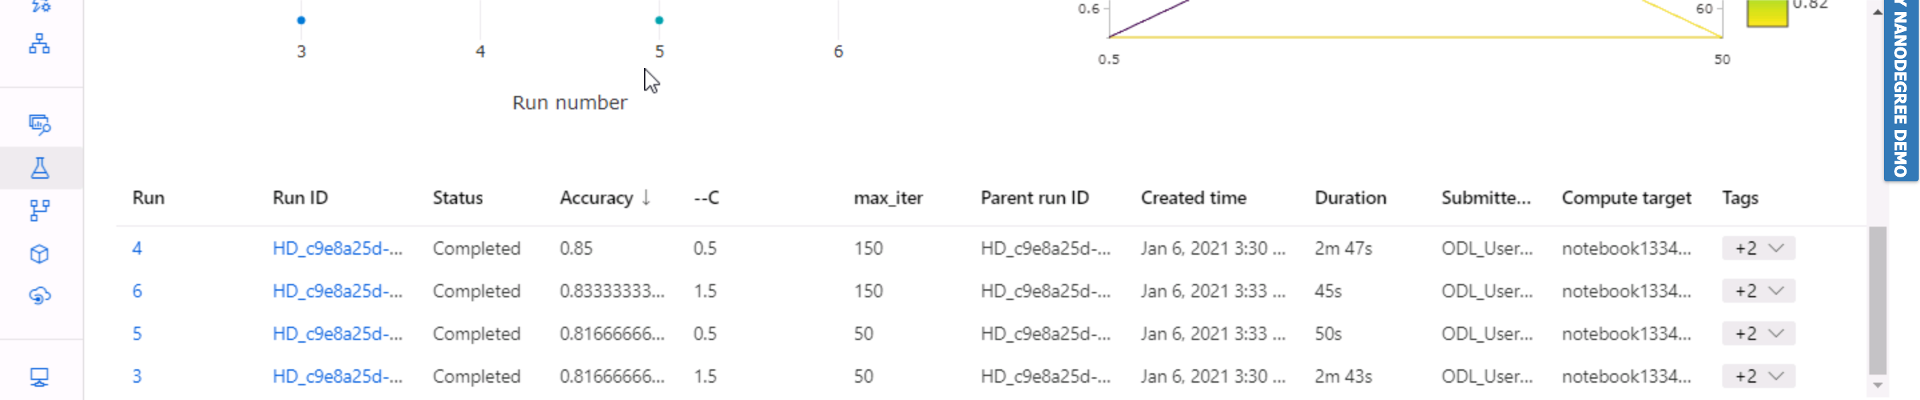 0.6
60
0.82
3 4 5 6
0.5 50
Run number
Y NANODEGREE DEMO
Run Run ID Status Accuracy ↓ --C max_iter Parent run ID Created time Duration Submitte... Compute target Tags
4 HD_c9e8a25d-... Completed 0.85 0.5 150 HD_c9e8a25d-... Jan 6, 2021 3:30 ... 2m 47s ODL_User... notebook1334... +2
6 HD_c9e8a25d-... Completed 0.83333333... 1.5 150 HD_c9e8a25d-... Jan 6, 2021 3:33 ... 45s ODL_User... notebook1334... +2
5 HD_c9e8a25d-... Completed 0.81666666... 0.5 50 HD_c9e8a25d-... Jan 6, 2021 3:33 ... 50s ODL_User... notebook1334... +2
3 HD_c9e8a25d-... Completed 0.81666666... 1.5 50 HD_c9e8a25d-... Jan 6, 2021 3:30 ... 2m 43s ODL_User... notebook1334... +2